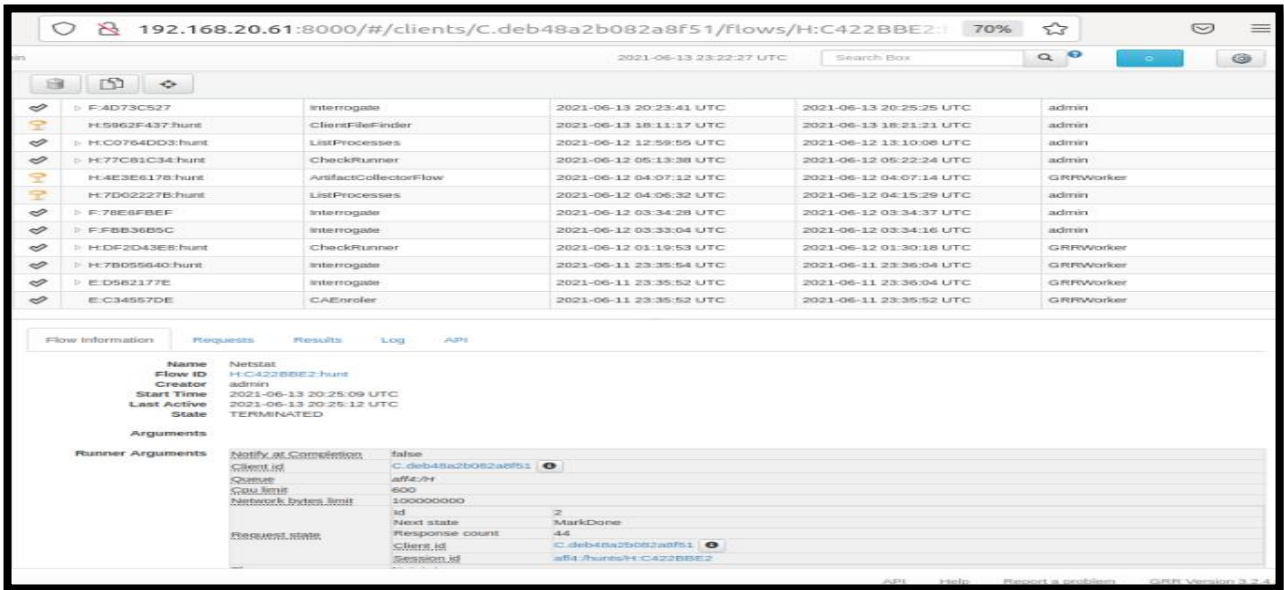 192.168.20.61:8000/#/clients/C.deb48a2b082a8f51/flows/H:C422BBE2: 70%
2021-06-13 23:22:27 UTC Search Box
F:4D73C527 Interrogate 2021-06-13 20:23:41 UTC 2021-06-13 20:25:25 UTC admin
H:5962F437:hunt ClientFileFinder 2021-06-13 18:11:17 UTC 2021-06-13 18:21:21 UTC admin
H:C0764DD3:hunt ListProcesses 2021-06-12 12:59:55 UTC 2021-06-12 13:10:08 UTC admin
H:77C81C34:hunt CheckRunner 2021-06-12 05:13:38 UTC 2021-06-12 05:22:24 UTC admin
H:4E3E6178:hunt ArtifactCollectorFlow 2021-06-12 04:07:12 UTC 2021-06-12 04:07:14 UTC GRRWorker
H:7D02227B:hunt ListProcesses 2021-06-12 04:06:32 UTC 2021-06-12 04:15:29 UTC admin
F:78E6FBEF Interrogate 2021-06-12 03:34:28 UTC 2021-06-12 03:34:37 UTC admin
F:FBB36B5C Interrogate 2021-06-12 03:33:04 UTC 2021-06-12 03:34:16 UTC admin
H:DF2D43E8:hunt CheckRunner 2021-06-12 01:19:53 UTC 2021-06-12 01:30:18 UTC GRRWorker
H:7B055640:hunt Interrogate 2021-06-11 23:35:54 UTC 2021-06-11 23:36:04 UTC GRRWorker
E:D582177E Interrogate 2021-06-11 23:35:52 UTC 2021-06-11 23:36:04 UTC GRRWorker
E:C34557DE CAEnroler 2021-06-11 23:35:52 UTC 2021-06-11 23:35:52 UTC GRRWorker
Flow Information Requests Results Log API
Name Netstat
Flow ID H:C422BBE2:hunt
Creator admin
Start Time 2021-06-13 20:25:09 UTC
Last Active 2021-06-13 20:25:12 UTC
State TERMINATED
Arguments
Runner Arguments Notify at Completion false
Client id C.deb48a2b082a8f51
Queue aff4:/H
Cpu limit 600
Network bytes limit 100000000
Id 2
Next state MarkDone
Request state Response count 44
Client id C.deb48a2b082a8f51
Session id aff4:/hunts/H:C422BBE2
API Help Report a problem GRR Version 3.2.4